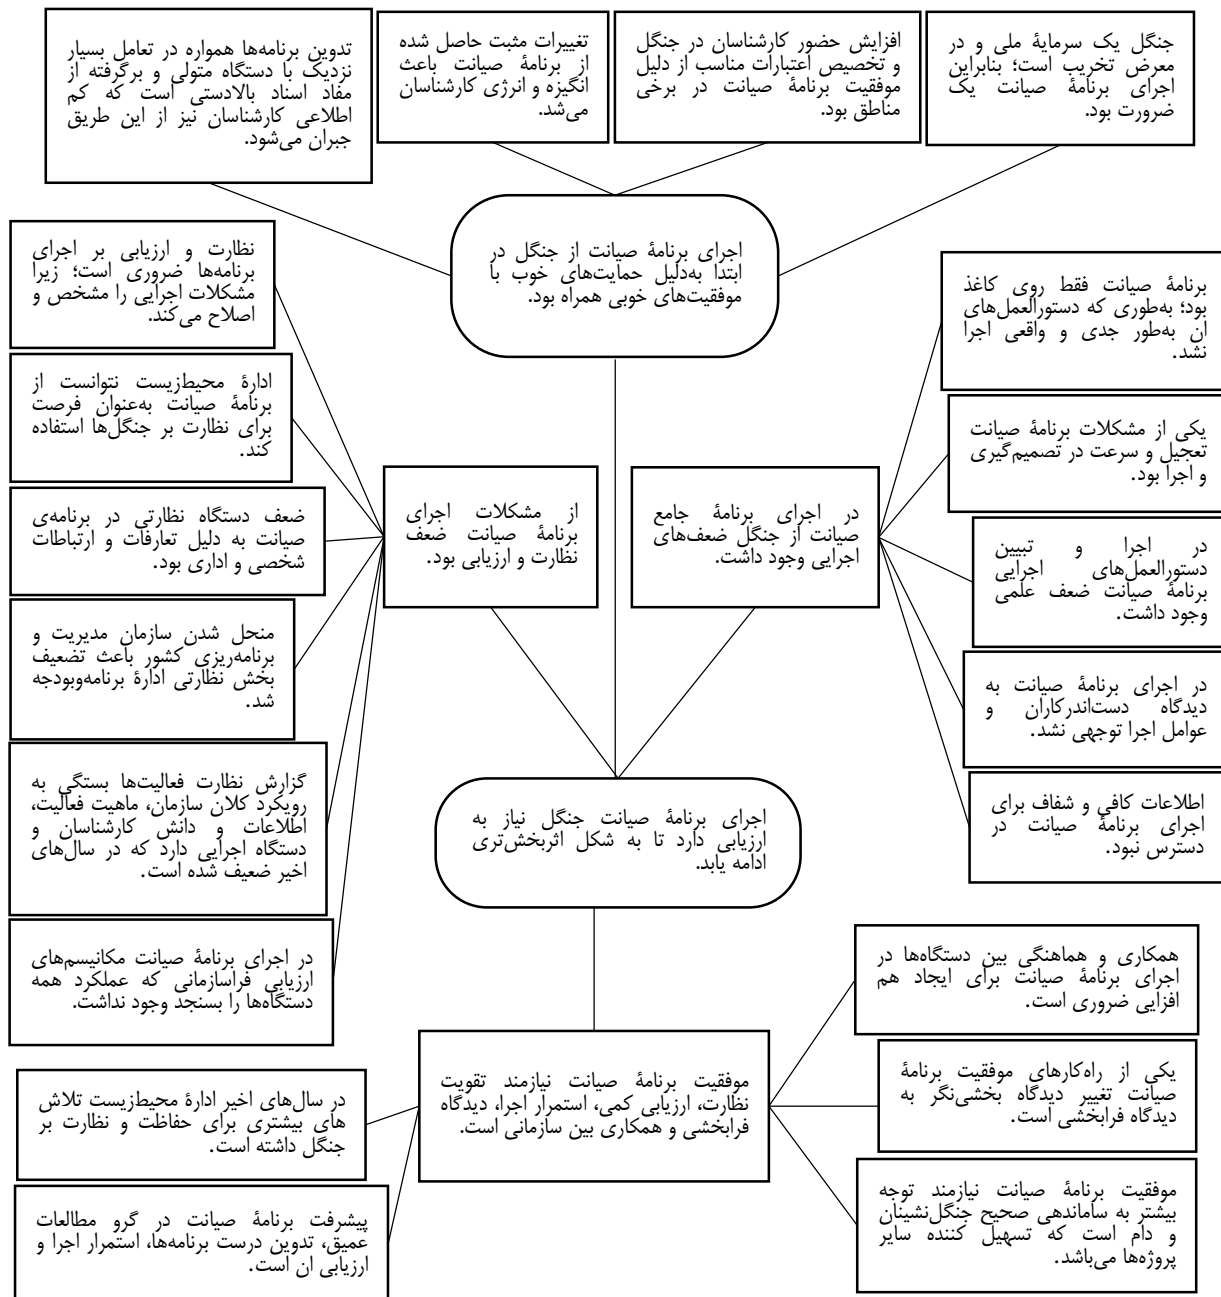 جنگل یک سرمایهٔ ملی و در
معرض تخریب است؛ بنابراین
اجرای برنامهٔ صیانت یک
ضرورت بود.
افزایش حضور کارشناسان در جنگل
و تخصیص اعتبارات مناسب از دلیل
موفقیت برنامهٔ صیانت در برخی
مناطق بود.
تغییرات مثبت حاصل شده
از برنامهٔ صیانت باعث
انگیزه و انرژی کارشناسان
می‌شد.
تدوین برنامه‌ها همواره در تعامل بسیار
نزدیک با دستگاه متولی و برگرفته از
مفاد اسناد بالادستی است که کم
اطلاعی کارشناسان نیز از این طریق
جبران می‌شود.
اجرای برنامهٔ صیانت از جنگل در
ابتدا به‌دلیل حمایت‌های خوب با
موفقیت‌های خوبی همراه بود.
برنامهٔ صیانت فقط روی کاغذ
بود؛ به‌طوری که دستورالعمل‌های
ان به‌طور جدی و واقعی اجرا
نشد.
یکی از مشکلات برنامهٔ صیانت
تعجیل و سرعت در تصمیم‌گیری
و اجرا بود.
در اجرا و تبیین
دستورالعمل‌های اجرایی
برنامهٔ صیانت ضعف علمی
وجود داشت.
در اجرای برنامهٔ صیانت به
دیدگاه دست‌اندرکاران و
عوامل اجرا توجهی نشد.
اطلاعات کافی و شفاف برای
اجرای برنامهٔ صیانت در
دسترس نبود.
در اجرای برنامهٔ جامع
صیانت از جنگل ضعف‌های
اجرایی وجود داشت.
از مشکلات اجرای
برنامهٔ صیانت ضعف
نظارت و ارزیابی بود.
نظارت و ارزیابی بر اجرای
برنامه‌ها ضروری است؛ زیرا
مشکلات اجرایی را مشخص و
اصلاح می‌کند.
ادارهٔ محیط‌زیست نتوانست از
برنامهٔ صیانت به‌عنوان فرصت
برای نظارت بر جنگل‌ها استفاده
کند.
ضعف دستگاه نظارتی در برنامه‌ی
صیانت به دلیل تعارفات و ارتباطات
شخصی و اداری بود.
منحل شدن سازمان مدیریت و
برنامه‌ریزی کشور باعث تضعیف
بخش نظارتی ادارهٔ برنامه‌وبودجه
شد.
گزارش نظارت فعالیت‌ها بستگی به
رویکرد کلان سازمان، ماهیت فعالیت،
اطلاعات و دانش کارشناسان و
دستگاه اجرایی دارد که در سال‌های
اخیر ضعیف شده است.
در اجرای برنامهٔ صیانت مکانیسم‌های
ارزیابی فراسازمانی که عملکرد همه
دستگاه‌ها را بسنجد وجود نداشت.
اجرای برنامهٔ صیانت جنگل نیاز به
ارزیابی دارد تا به شکل اثربخش‌تری
ادامه یابد.
موفقیت برنامهٔ صیانت نیازمند تقویت
نظارت، ارزیابی کمی، استمرار اجرا، دیدگاه
فرابخشی و همکاری بین سازمانی است.
همکاری و هماهنگی بین دستگاه‌ها در
اجرای برنامهٔ صیانت برای ایجاد هم
افزایی ضروری است.
یکی از راه‌کارهای موفقیت برنامهٔ
صیانت تغییر دیدگاه بخشی‌نگر به
دیدگاه فرابخشی است.
موفقیت برنامهٔ صیانت نیازمند توجه
بیشتر به ساماندهی صحیح جنگل‌نشینان
و دام است که تسهیل کننده سایر
پروژه‌ها می‌باشد.
در سال‌های اخیر ادارهٔ محیط‌زیست تلاش
های بیشتری برای حفاظت و نظارت بر
جنگل داشته است.
پیشرفت برنامهٔ صیانت در گرو مطالعات
عمیق، تدوین درست برنامه‌ها، استمرار اجرا و
ارزیابی ان است.